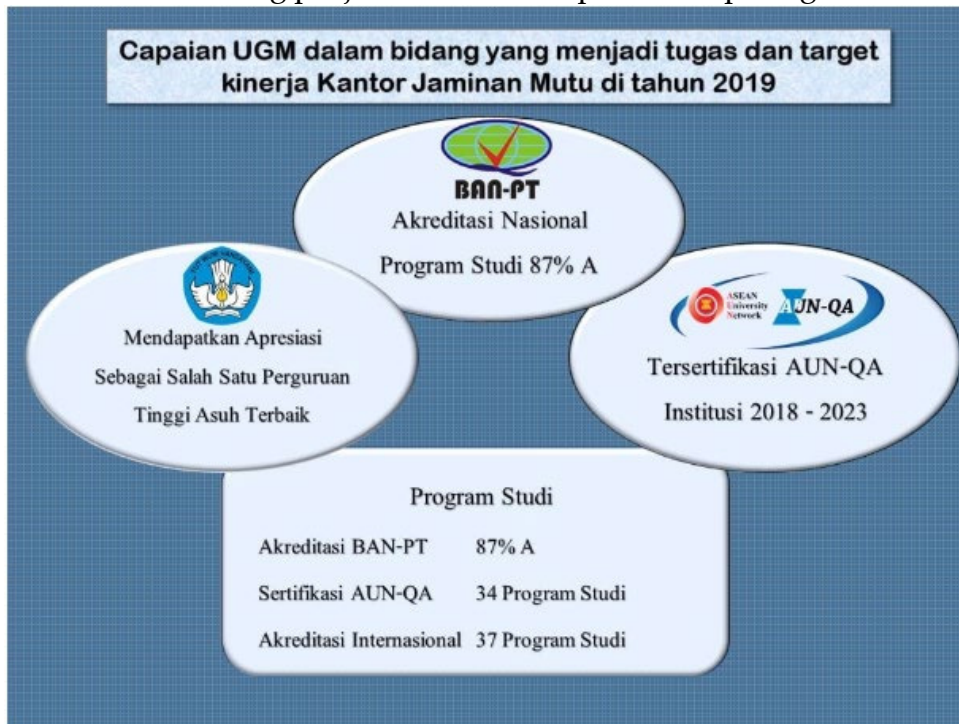 Capaian UGM dalam bidang yang menjadi tugas dan target
kinerja Kantor Jaminan Mutu di tahun 2019
BAN-PT
Akreditasi Nasional
Program Studi 87% A
Mendapatkan Apresiasi
Sebagai Salah Satu Perguruan
Tinggi Asuh Terbaik
ASEAN
University
Network
AUN-QA
Tersertifikasi AUN-QA
Institusi 2018 - 2023
Program Studi
Akreditasi BAN-PT 87% A
Sertifikasi AUN-QA 34 Program Studi
Akreditasi Internasional 37 Program Studi